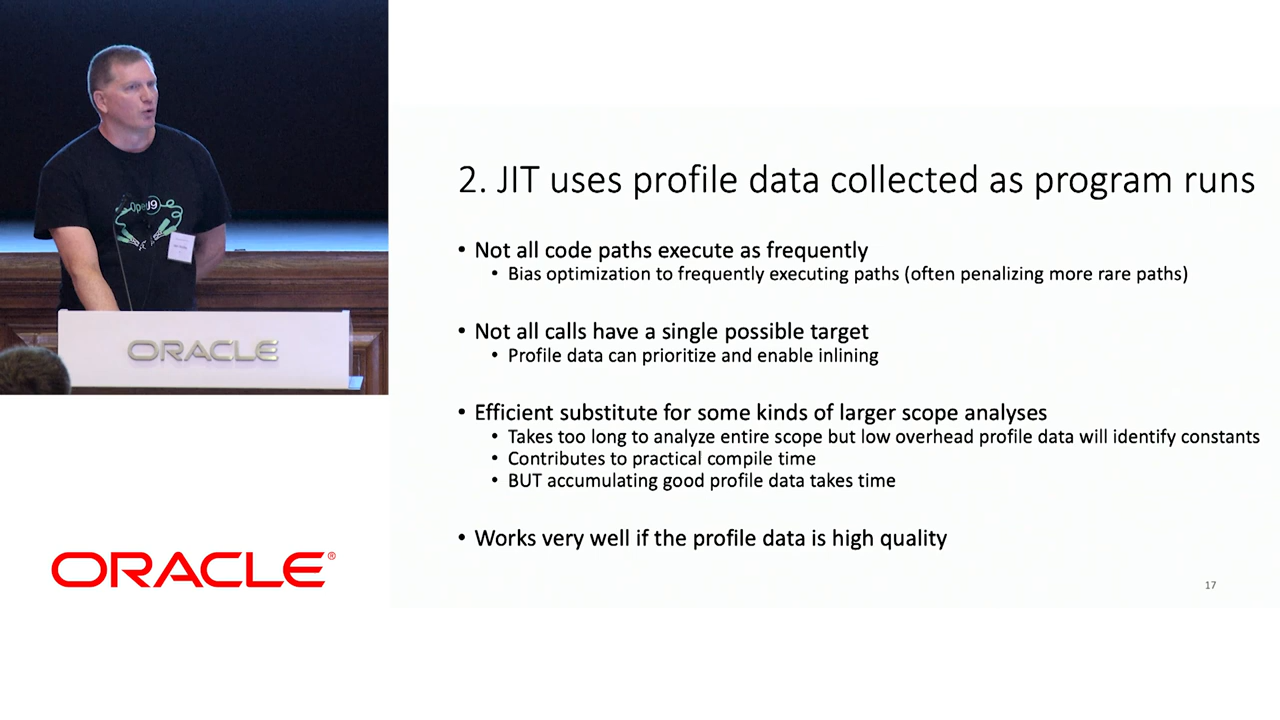 2. JIT uses profile data collected as program runs
• Not all code paths execute as frequently
• Bias optimization to frequently executing paths (often penalizing more rare paths)
• Not all calls have a single possible target
• Profile data can prioritize and enable inlining
• Efficient substitute for some kinds of larger scope analyses
• Takes too long to analyze entire scope but low overhead profile data will identify constants
• Contributes to practical compile time
• BUT accumulating good profile data takes time
• Works very well if the profile data is high quality
17
OpenJ9
ORACLE
ORACLE®